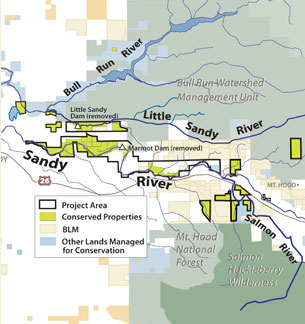 Bull Run River
Bull Run Watershed
Management Unit
Little Sandy
Dam (removed)
Little Sandy River
Marmot Dam (removed)
Sandy River
26
MT. HOOD
Salmon River
Project Area
Conserved Properties
BLM
Other Lands Managed
for Conservation
Mt. Hood
National
Forest
Salmon
Huckleberry
Wilderness